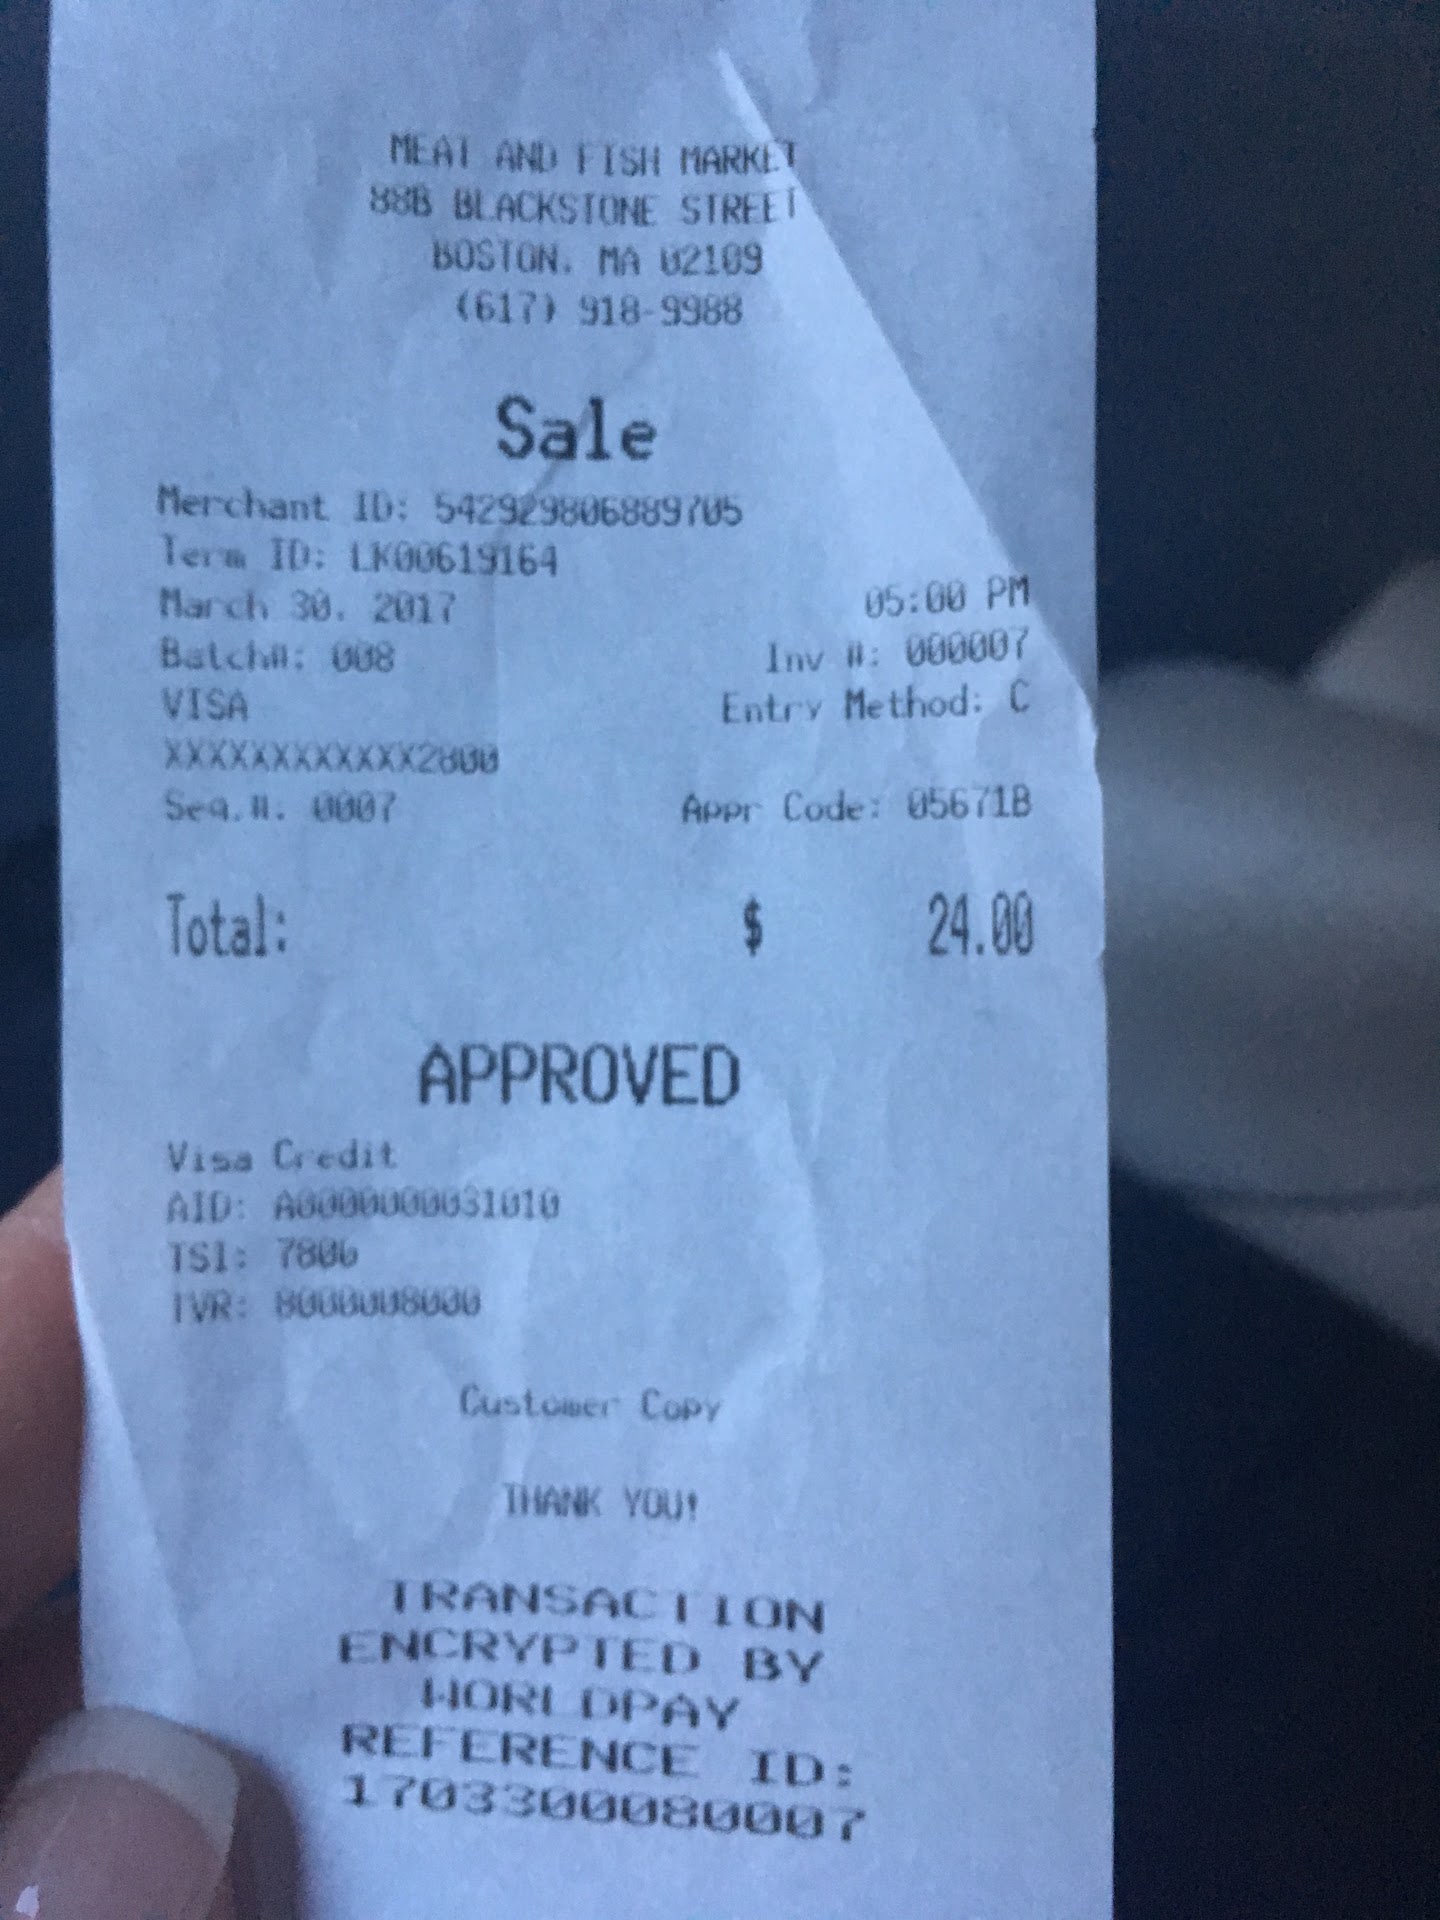 MEAT AND FISH MARKET
88B BLACKSTONE STREET
BOSTON, MA 02109
(617) 918-9988
Sale
Merchant ID: 542929806889705
Term ID: LK00619164
March 30, 2017 05:00 PM
Batch#: 008 Inv #: 000007
VISA Entry Method: C
XXXXXXXXXXXX2800
Seq.#: 0007 Appr Code: 05671B
Total: $ 24.00
APPROVED
Visa Credit
AID: A0000000031010
TSI: 7800
TVR: 8000008000
Customer Copy
THANK YOU!
TRANSACTION
ENCRYPTED BY
WORLDPAY
REFERENCE ID:
170330080007